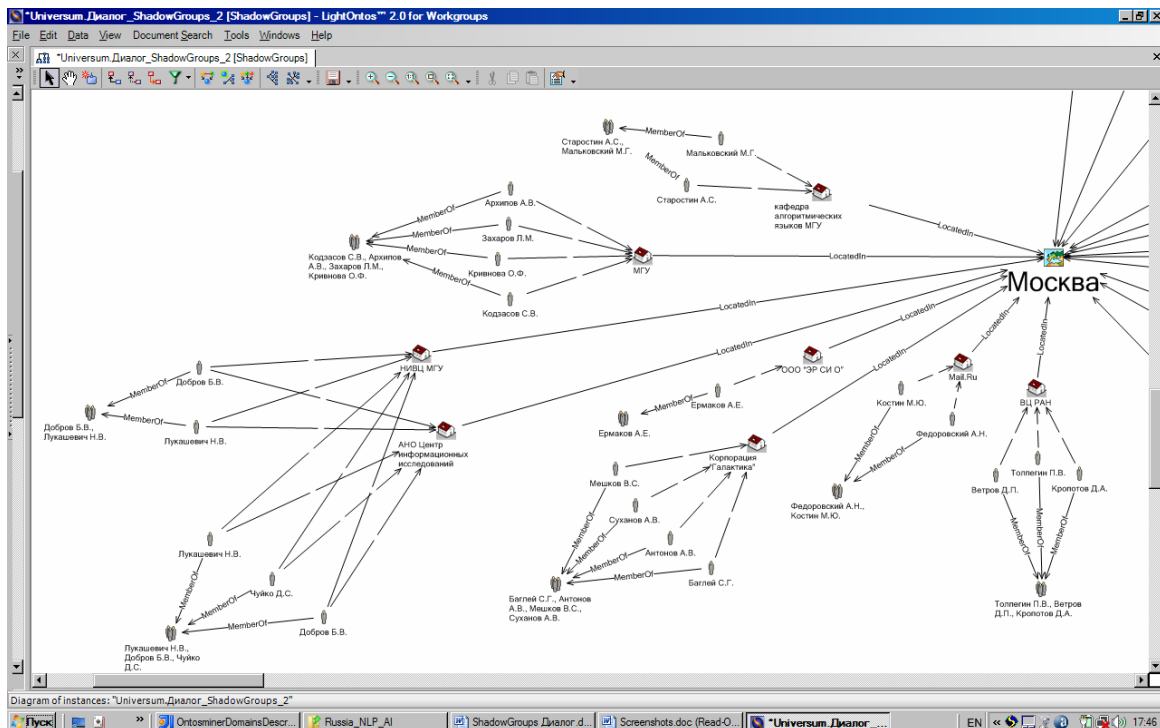 *Universum.Диалог_ShadowGroups_2 [ShadowGroups] - LightOntos™ 2.0 for Workgroups
File Edit Data View Document Search Tools Windows Help
*Universum.Диалог_ShadowGroups_2 [ShadowGroups]
Старостин А.С.,
Мальковский М.Г.
MemberOf
Мальковский М.Г.
MemberOf
Старостин А.С.
кафедра
алгоритмических
языков МГУ
LocatedIn
Архипов А.В.
MemberOf
Захаров Л.М.
MemberOf
Кривнова О.Ф.
MemberOf
Кодзасов С.В.
MemberOf
Кодзасов С.В., Архипов
А.В., Захаров Л.М.,
Кривнова О.Ф.
МГУ
LocatedIn
Москва
LocatedIn
LocatedIn
LocatedIn
LocatedIn
LocatedIn
LocatedIn
НИВЦ МГУ
Добров Б.В.
MemberOf
MemberOf
Добров Б.В.,
Лукашевич Н.В.
Лукашевич Н.В.
АНО Центр
информационных
исследований
"ООО "ЭР СИ О"
Ермаков А.Е.
MemberOf
Ермаков А.Е.
Mail.Ru
Костин М.Ю.
Федоровский А.Н.
MemberOf
MemberOf
Федоровский А.Н.,
Костин М.Ю.
ВЦ РАН
Толпегин П.В.
Ветров Д.П.
Кропотов Д.А.
MemberOf
MemberOf
MemberOf
Толпегин П.В., Ветров
Д.П., Кропотов Д.А.
Корпорация
"Галактика"
Мешков В.С.
Суханов А.В.
Антонов А.В.
Баглей С.Г.
MemberOf
MemberOf
MemberOf
MemberOf
Баглей С.Г., Антонов
А.В., Мешков В.С.,
Суханов А.В.
Лукашевич Н.В.
Чуйко Д.С.
Добров Б.В.
MemberOf
MemberOf
MemberOf
Лукашевич Н.В.,
Добров Б.В., Чуйко
Д.С.
Diagram of instances: "Universum.Диалог_ShadowGroups_2"
Пуск
OntosminerDomainsDescr...
Russia_NLP_AI
ShadowGroups Диалог.d...
Screenshots.doc (Read-O...
*Universum.Диалог_...
EN
17:46